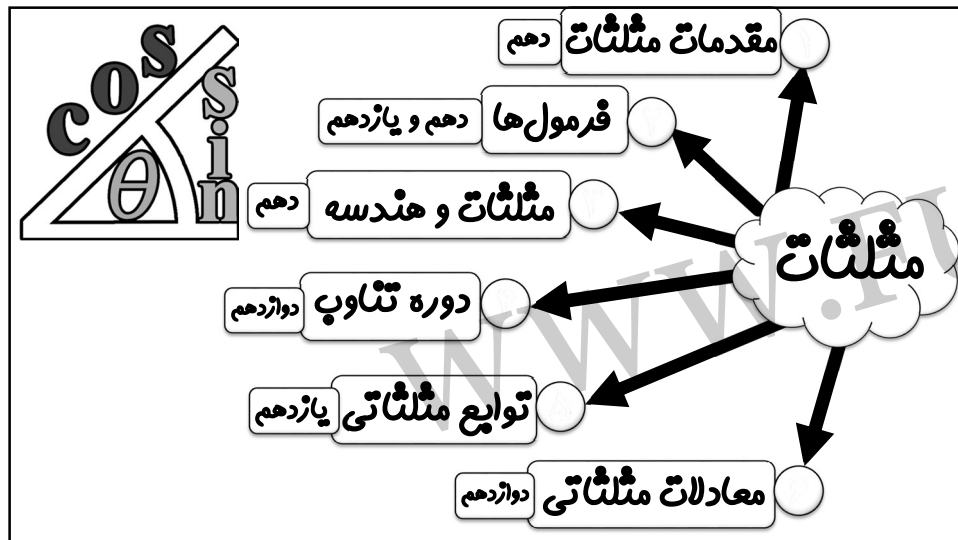 cos
sin
θ
مثلثات
مقدمات مثلثات دهم
فرمول‌ها دهم و یازدهم
مثلثات و هندسه دهم
دوره تناوب دوازدهم
توابع مثلثاتی یازدهم
معادلات مثلثاتی دوازدهم
WWW.